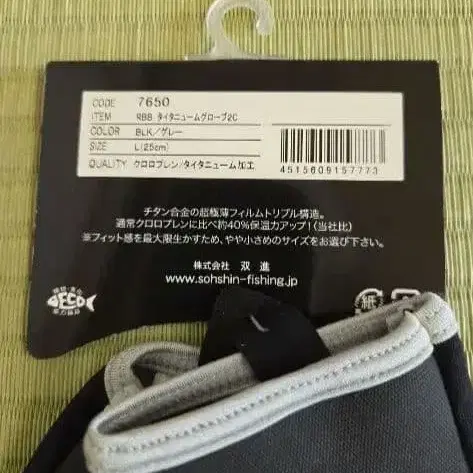 CODE 7650
ITEM RBB タイタニュームグローブ2C
COLOR BLK/グレー
SIZE L(25cm)
QUALITY クロロプレン/タイタニューム加工
4515609157773
チタン合金の超極薄フィルムトリプル構造。
通常クロロプレンに比べ約40%保温力アップ!(当社比)
※フィット感を最大限生かすため、やや小さめのサイズをお選び下さい。
株式会社 双進
www.sohshin-fishing.jp
ECO
紙